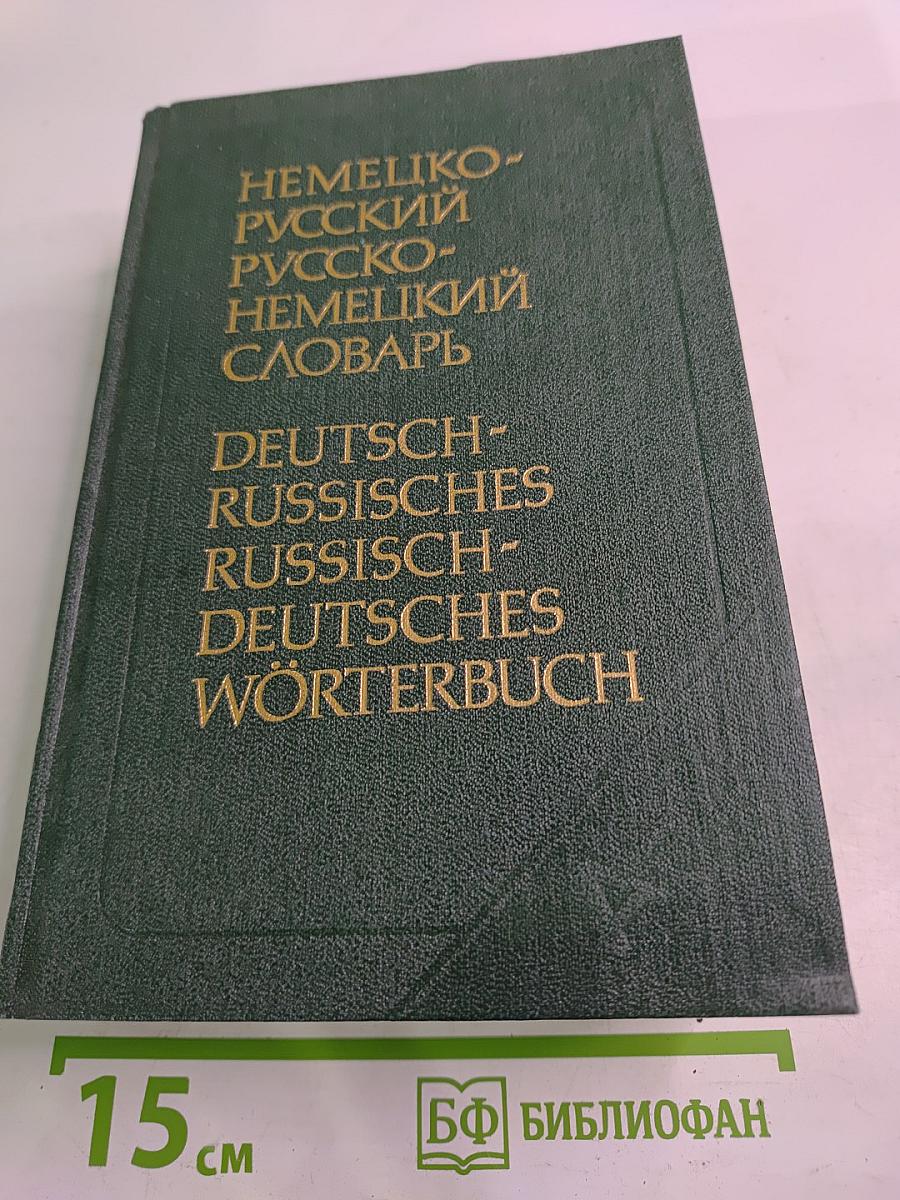 НЕМЕЦКО-
РУССКИЙ
РУССКО-
НЕМЕЦКИЙ
СЛОВАРЬ
DEUTSCH-
RUSSISCHES
RUSSISCH-
DEUTSCHES
WÖRTERBUCH
15 см
БФ БИБЛИОФАН